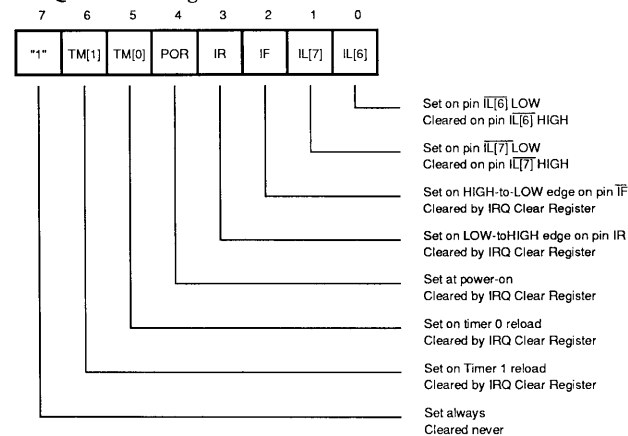 7 6 5 4 3 2 1 0
"1" TM[1] TM[0] POR IR IF IL[7] IL[6]
Set on pin IL[6] LOW
Cleared on pin IL[6] HIGH
Set on pin IL[7] LOW
Cleared on pin IL[7] HIGH
Set on HIGH-to-LOW edge on pin IF
Cleared by IRQ Clear Register
Set on LOW-toHIGH edge on pin IR
Cleared by IRQ Clear Register
Set at power-on
Cleared by IRQ Clear Register
Set on timer 0 reload
Cleared by IRQ Clear Register
Set on Timer 1 reload
Cleared by IRQ Clear Register
Set always
Cleared never